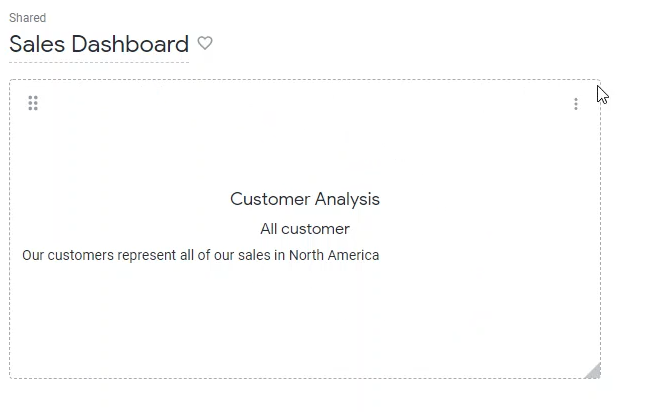 Shared
Sales Dashboard
Customer Analysis
All customer
Our customers represent all of our sales in North America